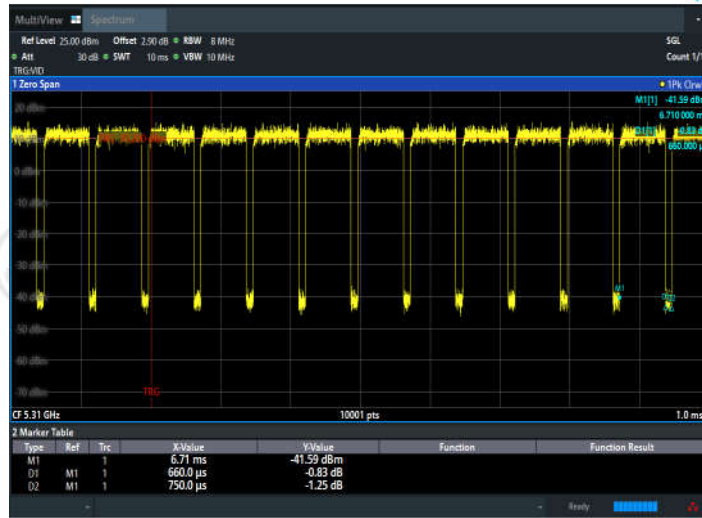 MultiView Spectrum
Ref Level 25.00 dBm Offset 2.90 dB RBW 8 MHz SGL
Att 30 dB SWT 10 ms VBW 10 MHz Count 1/1
TRG:VID
1 Zero Span 1Pk Clrw
M1[1] -41.59 dBm
20 dBm
6.710 000 m
D1[1] -0.83 d
660.000 µ
0 dBm
-10 dBm
-20 dBm
-30 dBm
-40 dBm
M1
-50 dBm
-60 dBm
-70 dBm
TRG
CF 5.31 GHz 10001 pts 1.0 ms
2 Marker Table
Type Ref Trc X-Value Y-Value Function Function Result
M1 1 6.71 ms -41.59 dBm
D1 M1 1 660.0 µs -0.83 dB
D2 M1 1 750.0 µs -1.25 dB
Ready